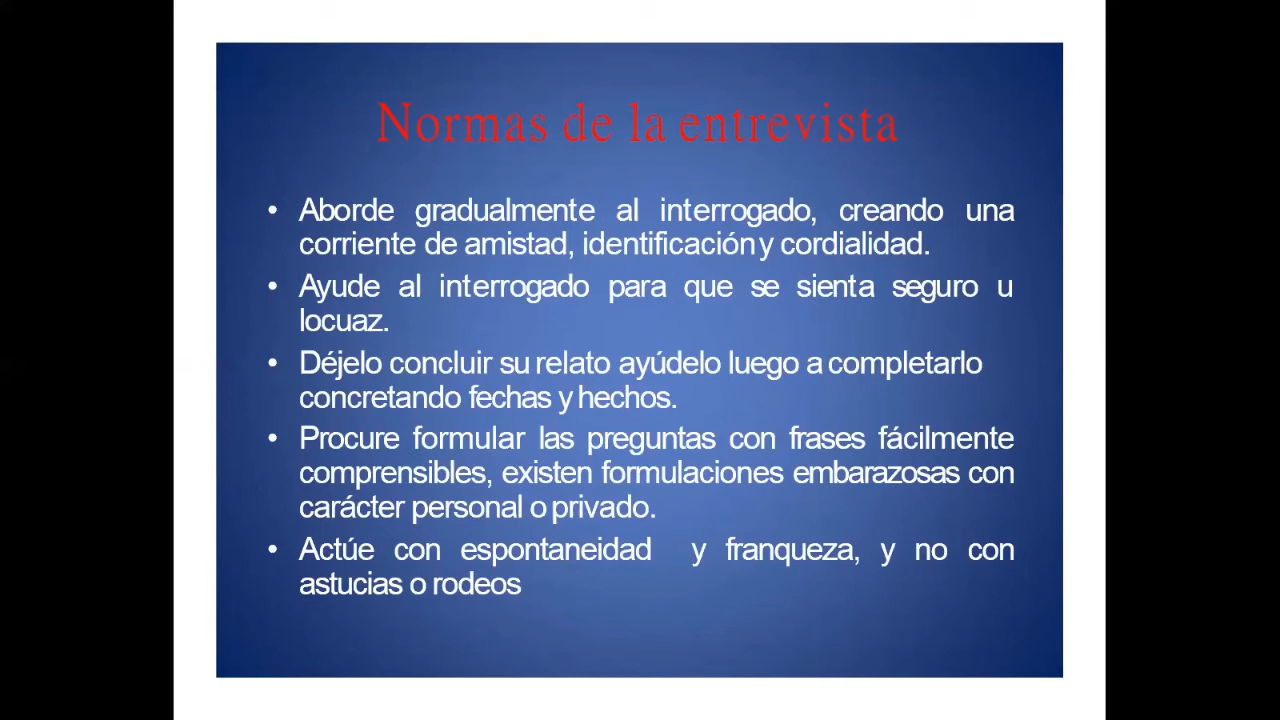 Normas de la entrevista
• Aborde gradualmente al interrogado, creando una
corriente de amistad, identificación y cordialidad.
• Ayude al interrogado para que se sienta seguro u
locuaz.
• Déjelo concluir su relato ayúdelo luego a completarlo
concretando fechas y hechos.
• Procure formular las preguntas con frases fácilmente
comprensibles, existen formulaciones embarazosas con
carácter personal o privado.
• Actúe con espontaneidad y franqueza, y no con
astucias o rodeos